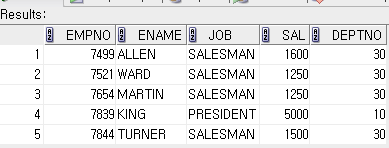 Results:
EMPNO ENAME JOB SAL DEPTNO
1 7499 ALLEN SALESMAN 1600 30
2 7521 WARD SALESMAN 1250 30
3 7654 MARTIN SALESMAN 1250 30
4 7839 KING PRESIDENT 5000 10
5 7844 TURNER SALESMAN 1500 30